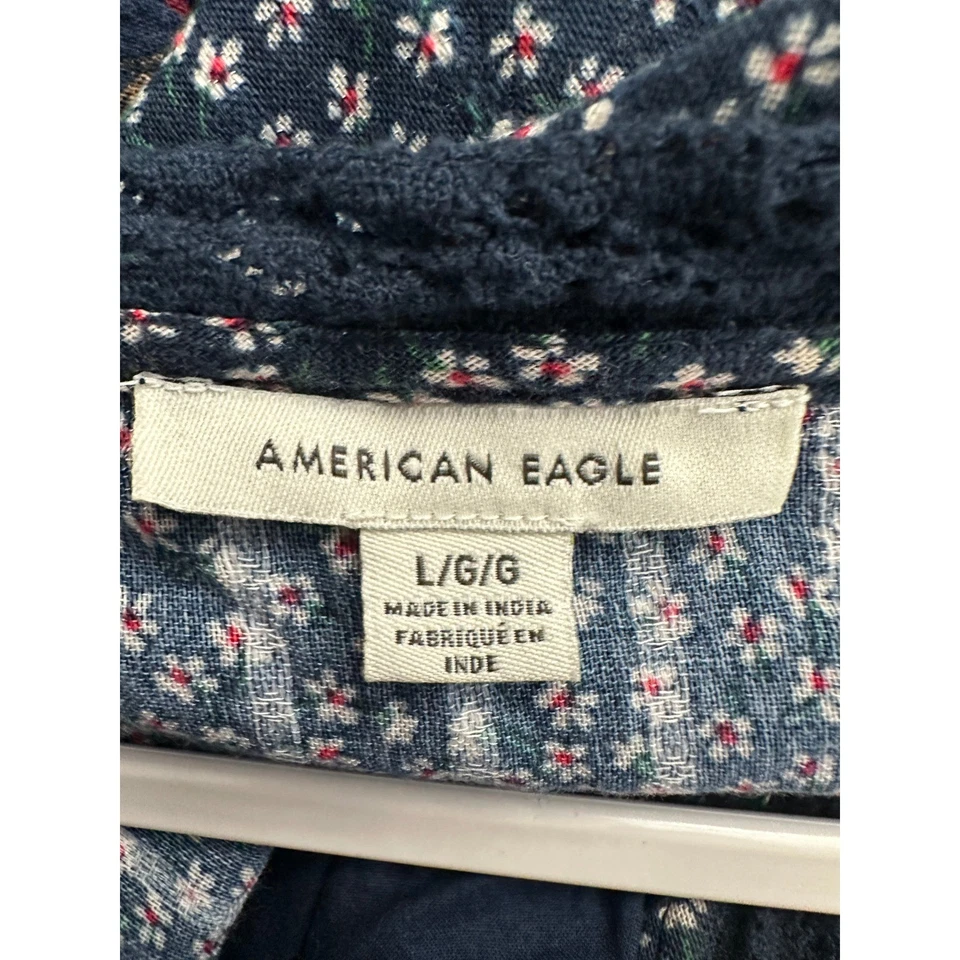 AMERICAN EAGLE
L/G/G
MADE IN INDIA
FABRIQUÉ EN
INDE